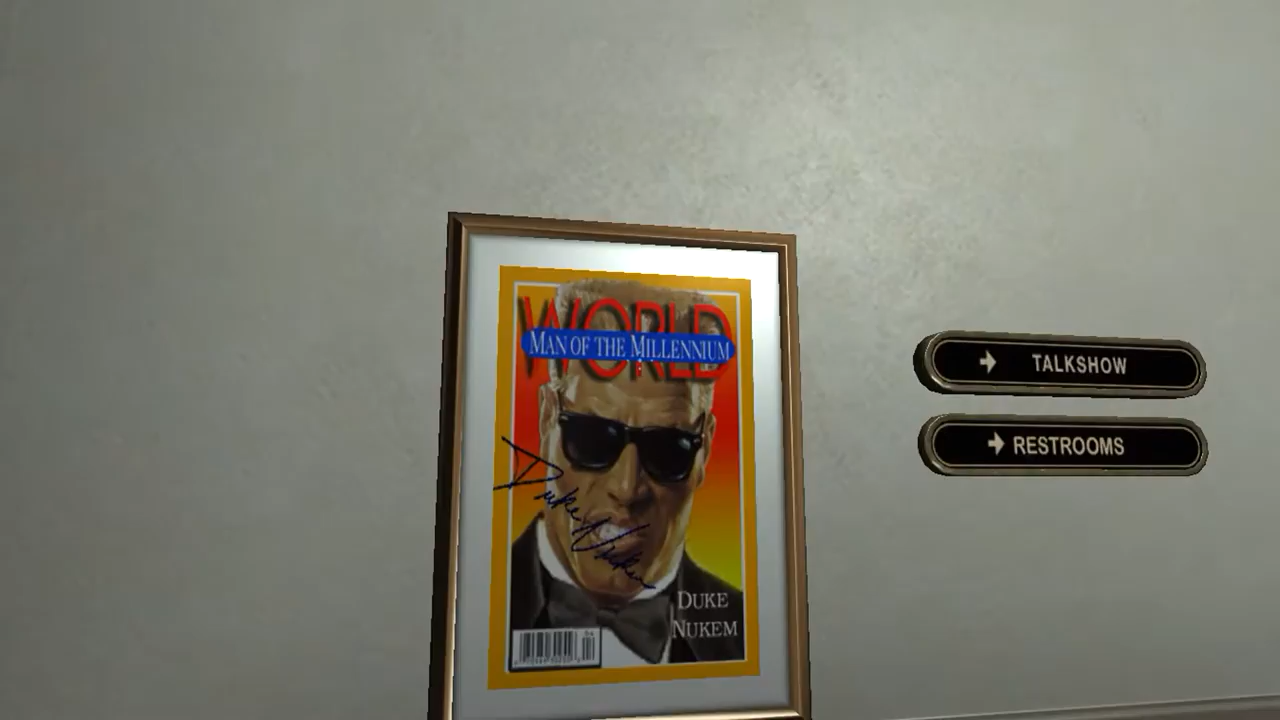 WORLD
MAN OF THE MILLENNIUM
Duke Nukem
DUKE
NUKEM
TALKSHOW
RESTROOMS